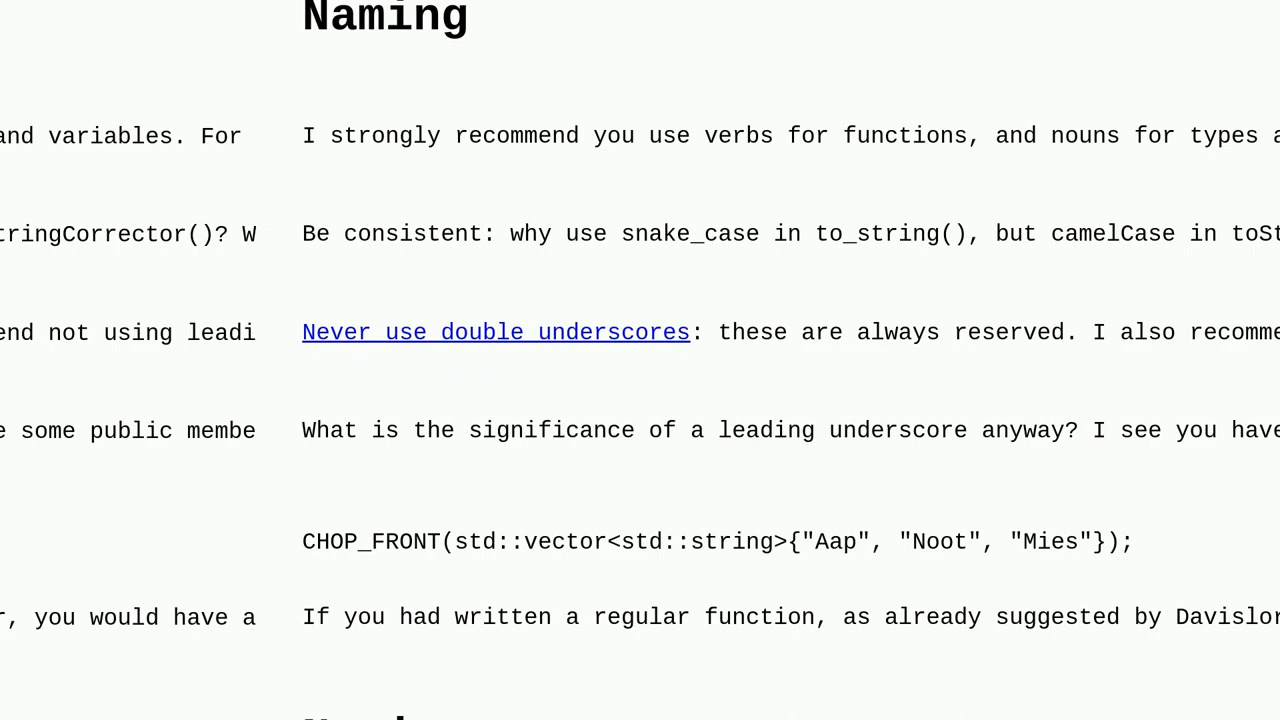 Naming
and variables. For
I strongly recommend you use verbs for functions, and nouns for types a
tringCorrector()? W
Be consistent: why use snake_case in to_string(), but camelCase in toSt
end not using leadi
Never use double underscores: these are always reserved. I also recomme
e some public membe
What is the significance of a leading underscore anyway? I see you have
CHOP_FRONT(std::vector<std::string>{"Aap", "Noot", "Mies"});
r, you would have a
If you had written a regular function, as already suggested by Davislor